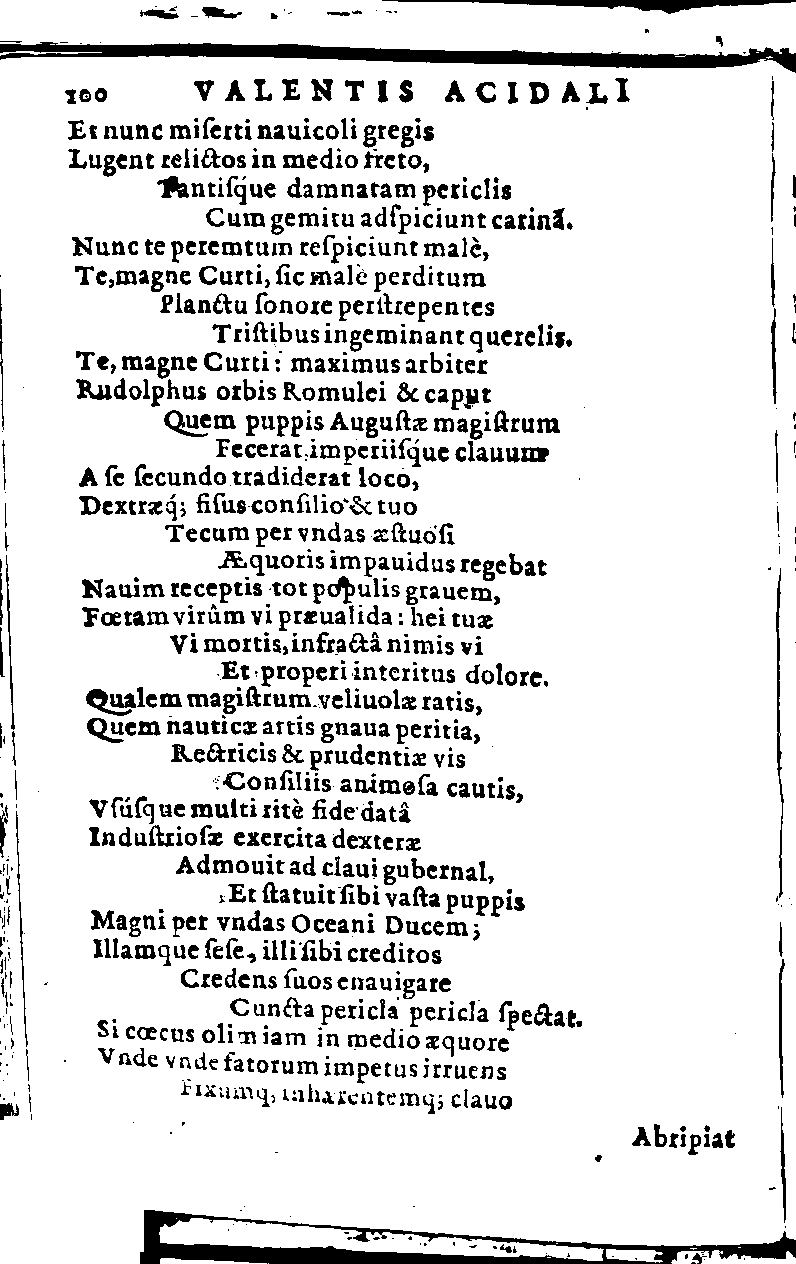 100 VALENTIS ACIDALI
Et nunc miſerti nauicoli gregis
Lugent relictos in medio freto,
Tantiſq́ue damnatam periclis
Cum gemitu adſpiciunt carinã.
Nunc te peremtum reſpiciunt malè,
Te, magne Curti, ſic malè perditum
Planctu ſonore perſtrepentes
Triſtibus ingeminant querelis.
Te, magne Curti: maximus arbiter
Rudolphus orbis Romulei & caput
Quem puppis Auguſtæ magiſtrum
Fecerat, imperiiſq́ue clauum
A ſe ſecundo tradiderat loco,
Dextræq́; fiſus conſilio & tuo
Tecum per vndas æſtuoſi
Æquoris impauidus regebat
Nauim receptis tot populis grauem,
Fœtam virûm vi præualida: hei tuæ
Vi mortis, infractâ nimis vi
Et properi interitus dolore.
Qualem magiſtrum veliuolæ ratis,
Quem nauticæ artis gnaua peritia,
Rectricis & prudentiæ vis
Conſiliis animoſa cautis,
Vſúſque multi ritè fide datâ
Induſtrioſæ exercita dexteræ
Admouit ad claui gubernal,
Et ſtatuit ſibi vaſta puppis
Magni per vndas Oceani Ducem;
Illamque ſeſe, illi ſibi creditos
Credens ſuos enauigare
Cuncta pericla pericla ſpectat.
Si cœcus olim iam in medio æquore
Vnde vnde fatorum impetus irruens
Fixumq, inhærentemq; clauo
Abripiat